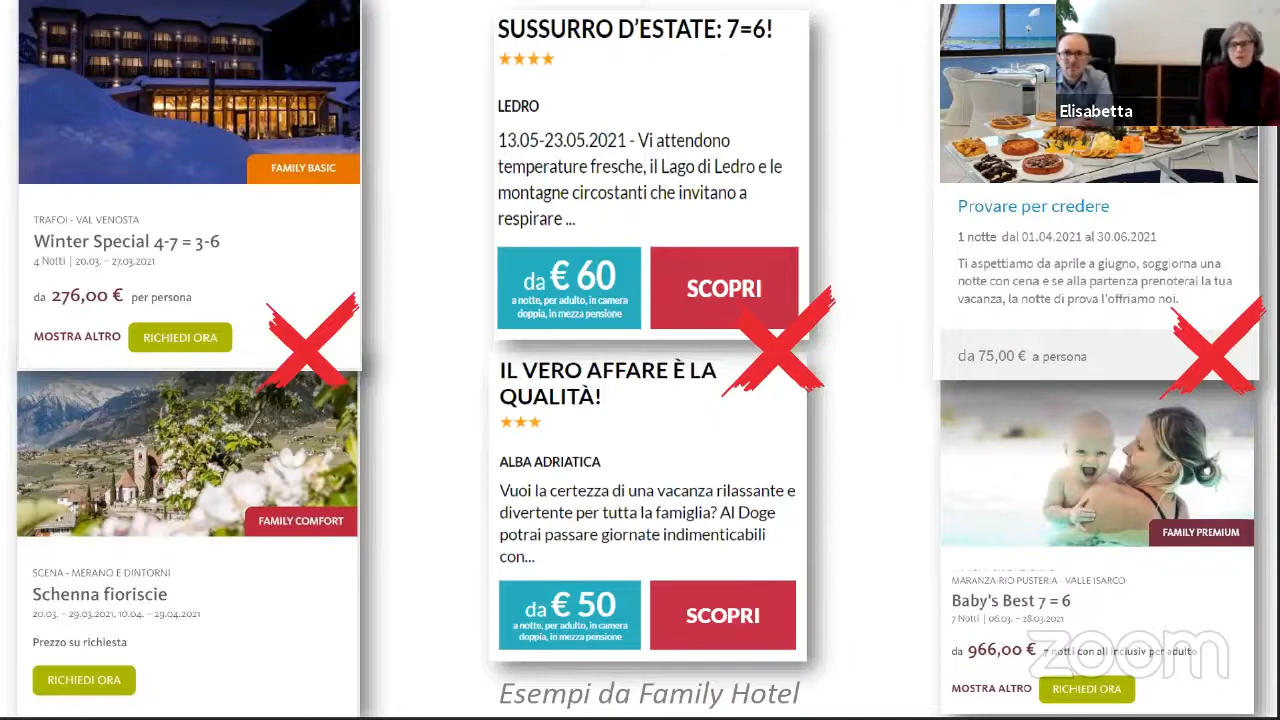 FAMILY BASIC
TRAFOI - VAL VENOSTA
Winter Special 4-7 = 3-6
4 Notti | 20.03. – 27.03.2021
da 276,00 € per persona
MOSTRA ALTRO RICHIEDI ORA
FAMILY COMFORT
SCENA - MERANO E DINTORNI
Schenna fiorisce
20.03. – 29.03.2021, 10.04. – 29.04.2021
Prezzo su richiesta
RICHIEDI ORA
SUSSURRO D'ESTATE: 7=6!
LEDRO
13.05-23.05.2021 - Vi attendono
temperature fresche, il Lago di Ledro e le
montagne circostanti che invitano a
respirare ...
da € 60
a notte, per adulto, in camera
doppia, in mezza pensione
SCOPRI
IL VERO AFFARE È LA
QUALITÀ!
ALBA ADRIATICA
Vuoi la certezza di una vacanza rilassante e
divertente per tutta la famiglia? Al Doge
potrai passare giornate indimenticabili
con...
da € 50
a notte, per adulto, in camera
doppia, in mezza pensione
SCOPRI
Esempi da Family Hotel
Elisabetta
Provare per credere
1 notte dal 01.04.2021 al 30.06.2021
Ti aspettiamo da aprile a giugno, soggiorna una
notte con cena e se alla partenza prenoterai la tua
vacanza, la notte di prova l'offriamo noi.
da 75,00 € a persona
FAMILY PREMIUM
MARANZA-RIO PUSTERIA - VALLE ISARCO
Baby's Best 7 = 6
7 Notti | 06.03. – 28.03.2021
da 966,00 € 7 notti con all inclusiv per adulto
MOSTRA ALTRO RICHIEDI ORA
zoom